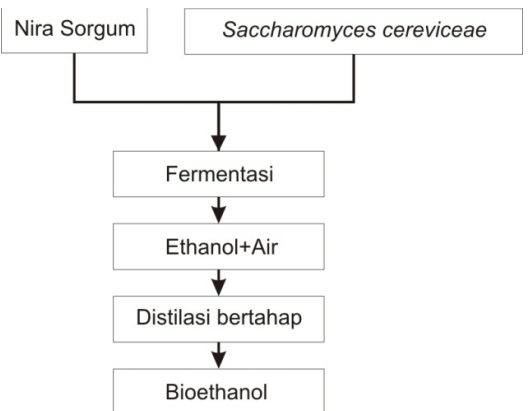 Nira Sorgum
Saccharomyces cereviceae
Fermentasi
Ethanol+Air
Distilasi bertahap
Bioethanol